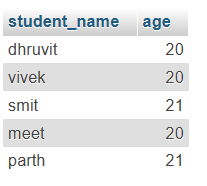 student_name age
dhruvit 20
vivek 20
smit 21
meet 20
parth 21